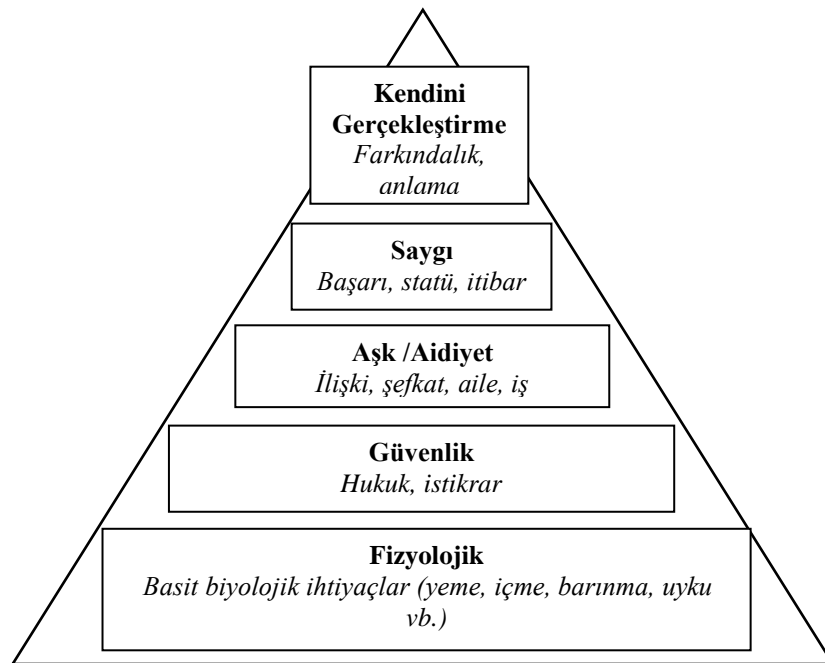 Kendini
Gerçekleştirme
Farkındalık,
anlama
Saygı
Başarı, statü, itibar
Aşk /Aidiyet
İlişki, şefkat, aile, iş
Güvenlik
Hukuk, istikrar
Fizyolojik
Basit biyolojik ihtiyaçlar (yeme, içme, barınma, uyku
vb.)